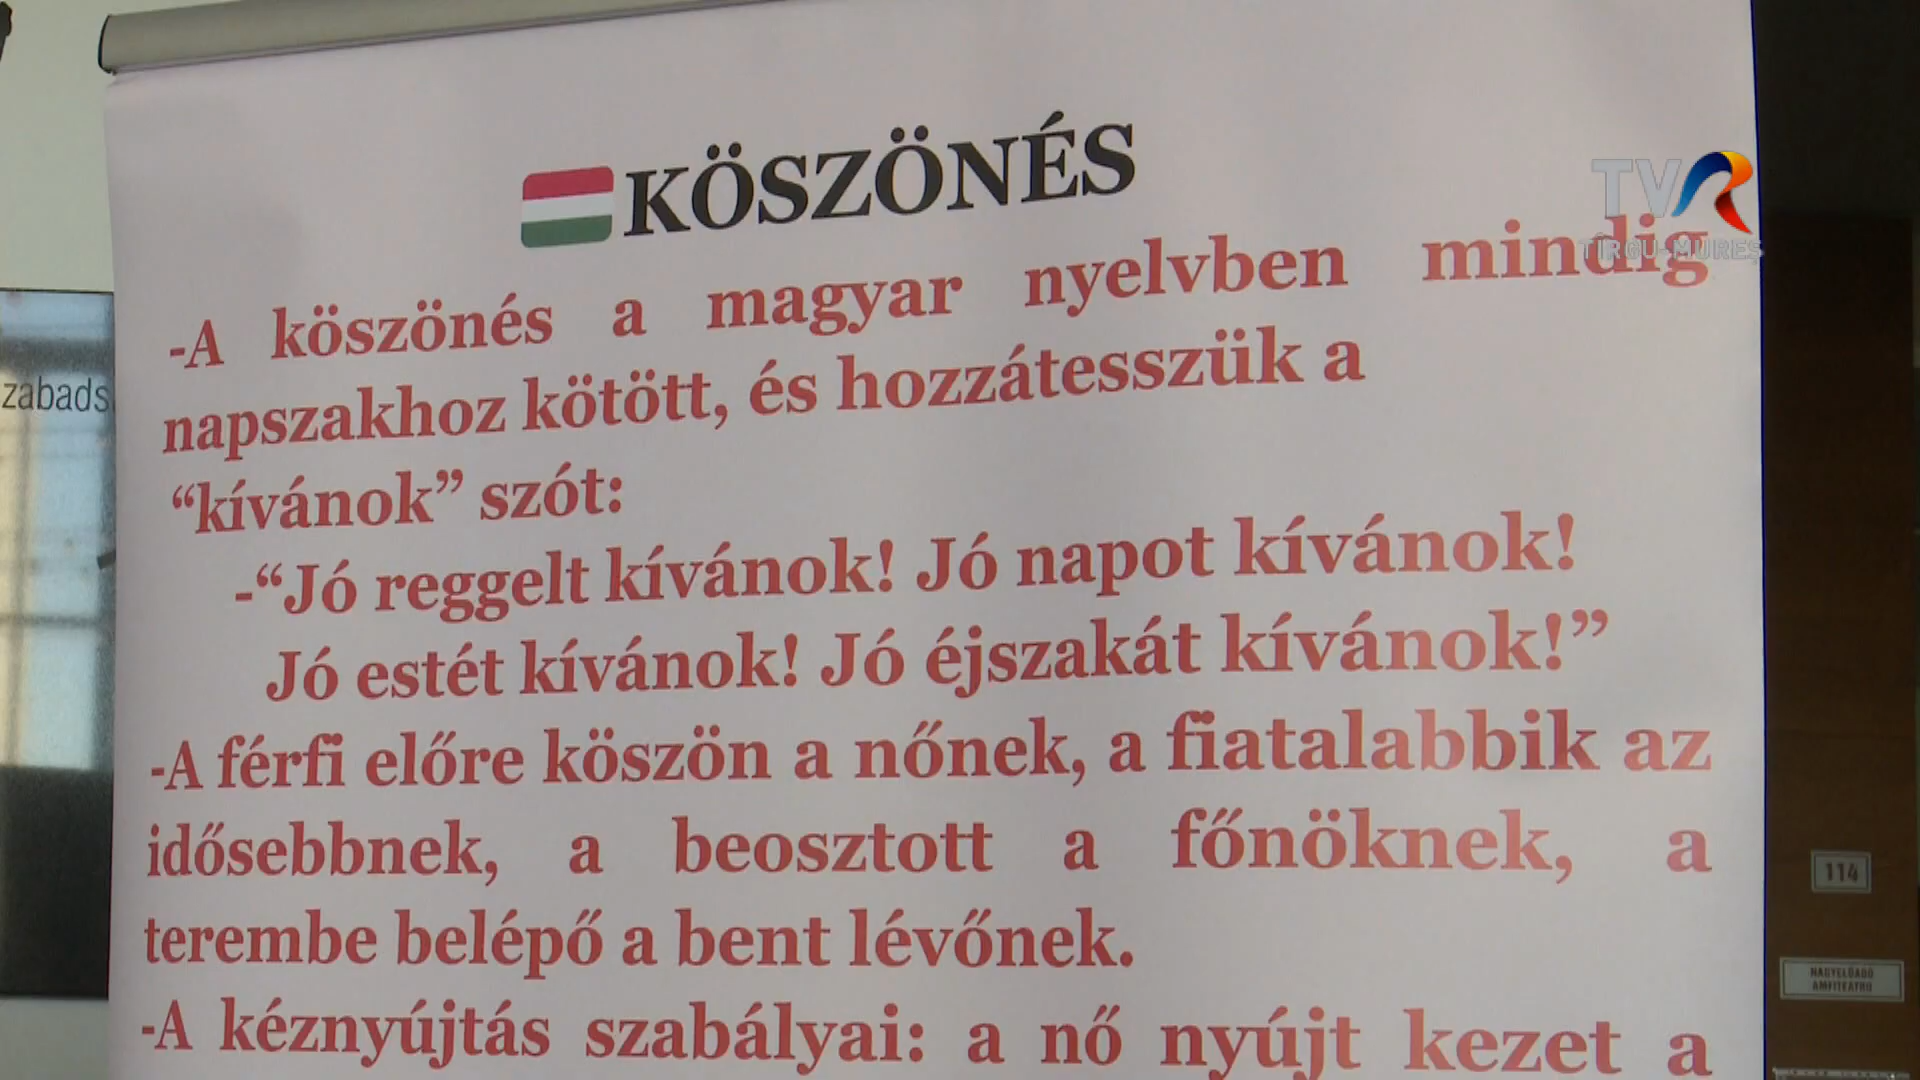 KÖSZÖNÉS
TVR
TÎRGU-MUREȘ
-A köszönés a magyar nyelvben mindig
napszakhoz kötött, és hozzátesszük a
“kívánok” szót:
-“Jó reggelt kívánok! Jó napot kívánok!
Jó estét kívánok! Jó éjszakát kívánok!”
-A férfi előre köszön a nőnek, a fiatalabbik az
idősebbnek, a beosztott a főnöknek, a
terembe belépő a bent lévőnek.
-A kéznyújtás szabályai: a nő nyújt kezet a
zabads
114
NAGYELŐADÓ
AMFITEATRU